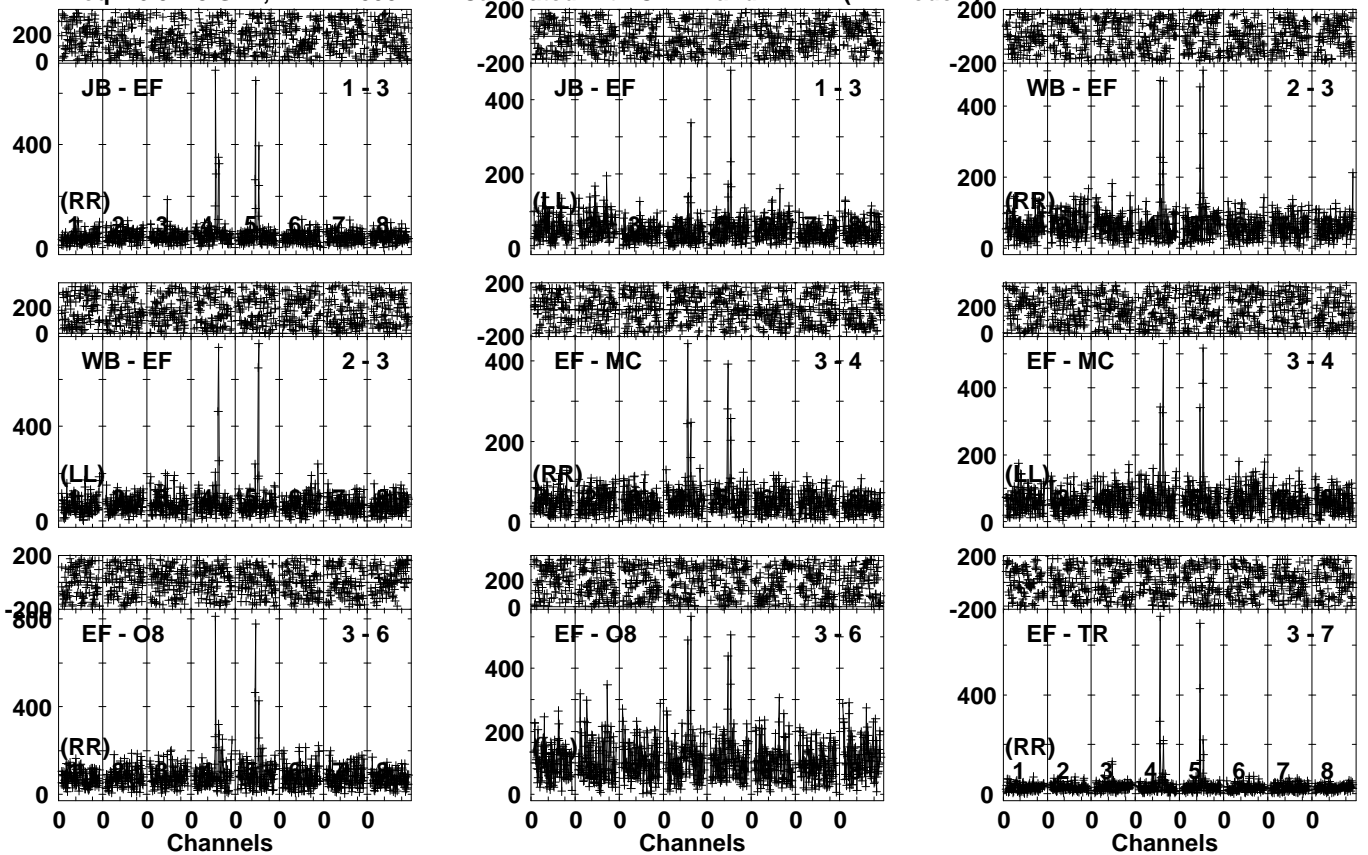 200
0
JB - EF 1 - 3
400
(RR)
1 2 3 4 5 6 7 8
0
200
-200
JB - EF 1 - 3
400
200
(LL)
0
200
-200
WB - EF 2 - 3
400
200
(RR)
0
200
0
WB - EF 2 - 3
400
(LL)
0
200
-200
EF - MC 3 - 4
400
200
(RR)
0
200
0
EF - MC 3 - 4
400
200
(LL)
0
200
-200
800
EF - O8 3 - 6
400
(RR)
0
0 0 0 0 0 0 0 0
Channels
200
0
EF - O8 3 - 6
400
200
0
0 0 0 0 0 0 0 0
Channels
200
-200
EF - TR 3 - 7
400
(RR)
1 2 3 4 5 6 7 8
0
0 0 0 0 0 0 0 0
Channels